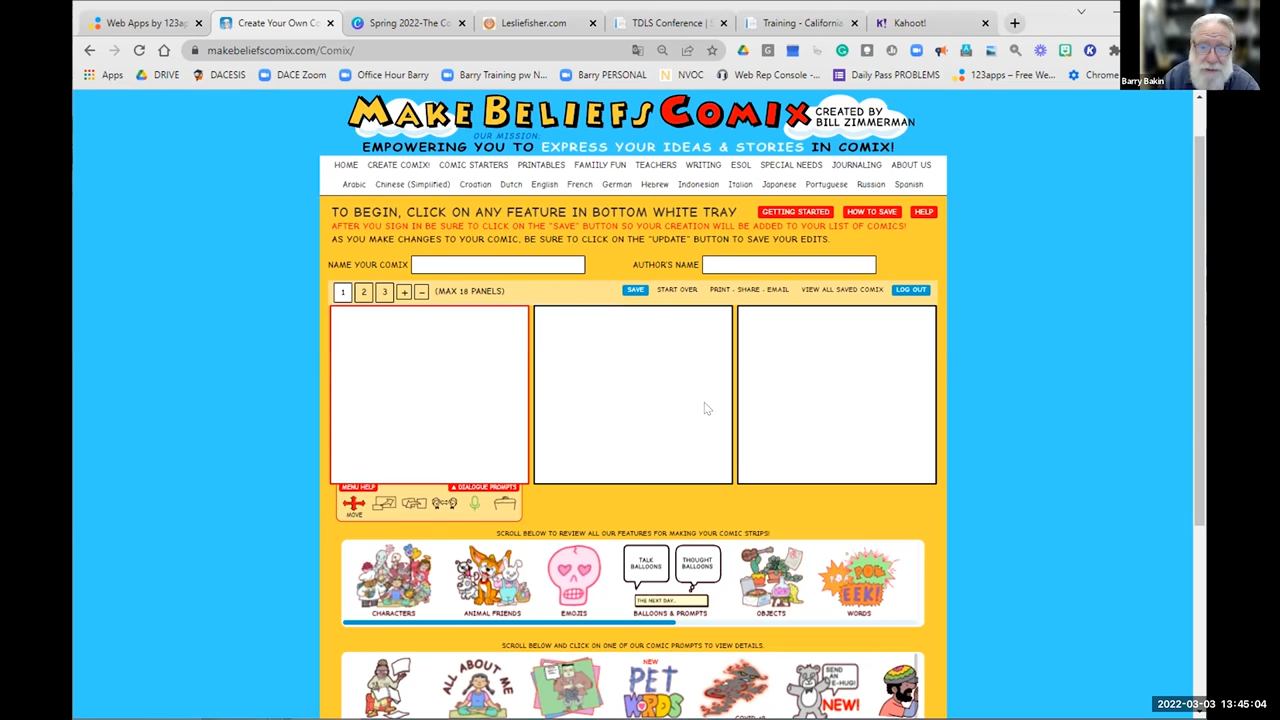 Web Apps by 123ap
Create Your Own Co
Spring 2022-The Co
Lesliefisher.com
TDLS Conference | S
Training - California
Kahoot!
makebeliefscomix.com/Comix/
Apps
DRIVE
DACESIS
DACE Zoom
Office Hour Barry
Barry Training pw N...
Barry PERSONAL
NVOC
Web Rep Console -...
Daily Pass PROBLEMS
123apps – Free We...
Chrome
Barry Bakin
MAKE BELIEFS COMIX
CREATED BY
BILL ZIMMERMAN
OUR MISSION:
EMPOWERING YOU TO EXPRESS YOUR IDEAS & STORIES IN COMIX!
HOME CREATE COMIX! COMIC STARTERS PRINTABLES FAMILY FUN TEACHERS WRITING ESOL SPECIAL NEEDS JOURNALING ABOUT US
Arabic Chinese (Simplified) Croatian Dutch English French German Hebrew Indonesian Italian Japanese Portuguese Russian Spanish
TO BEGIN, CLICK ON ANY FEATURE IN BOTTOM WHITE TRAY
GETTING STARTED
HOW TO SAVE
HELP
AFTER YOU SIGN IN BE SURE TO CLICK ON THE "SAVE" BUTTON SO YOUR CREATION WILL BE ADDED TO YOUR LIST OF COMICS!
AS YOU MAKE CHANGES TO YOUR COMIC, BE SURE TO CLICK ON THE "UPDATE" BUTTON TO SAVE YOUR EDITS.
NAME YOUR COMIX
AUTHOR'S NAME
1 2 3 + - (MAX 18 PANELS)
SAVE START OVER PRINT - SHARE - EMAIL VIEW ALL SAVED COMIX LOG OUT
MENU HELP
DIALOGUE PROMPTS
MOVE
SCROLL BELOW TO REVIEW ALL OUR FEATURES FOR MAKING YOUR COMIC STRIPS!
TALK
BALLOONS
THOUGHT
BALLOONS
THE NEXT DAY...
POW
EEK!
CHARACTERS
ANIMAL FRIENDS
EMOJIS
BALLOONS & PROMPTS
OBJECTS
WORDS
SCROLL BELOW AND CLICK ON ONE OF OUR COMIC PROMPTS TO VIEW DETAILS.
ALL ABOUT
ME
NEW
PET
WORDS
COVID-19
SEND
AN
E-HUG!
NEW!
2022-03-03 13:45:04